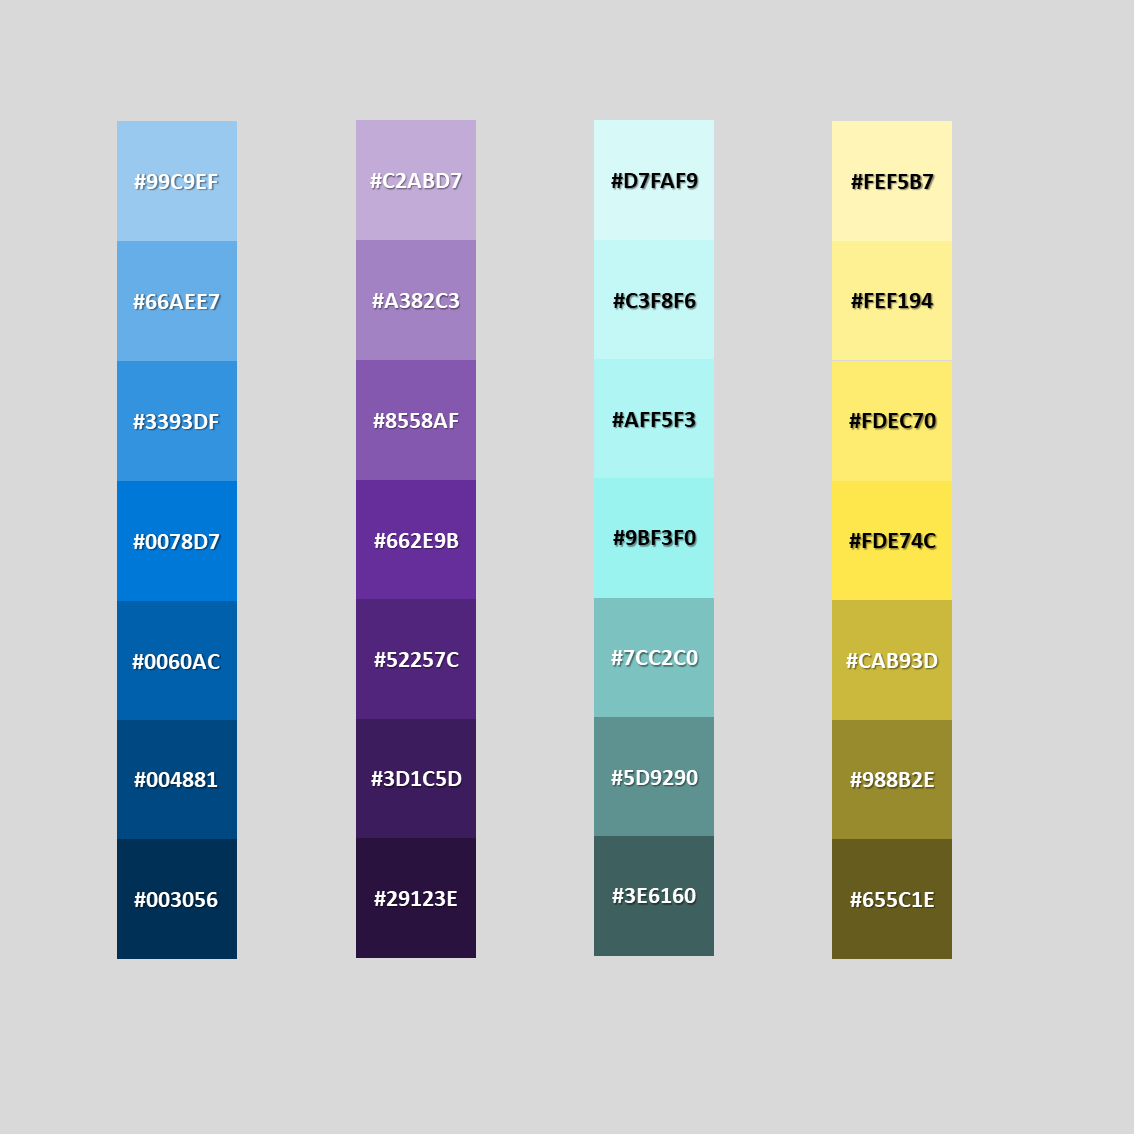 #99C9EF
#66AEE7
#3393DF
#0078D7
#0060AC
#004881
#003056
#C2ABD7
#A382C3
#8558AF
#662E9B
#52257C
#3D1C5D
#29123E
#D7FAF9
#C3F8F6
#AFF5F3
#9BF3F0
#7CC2C0
#5D9290
#3E6160
#FEF5B7
#FEF194
#FDEC70
#FDE74C
#CAB93D
#988B2E
#655C1E